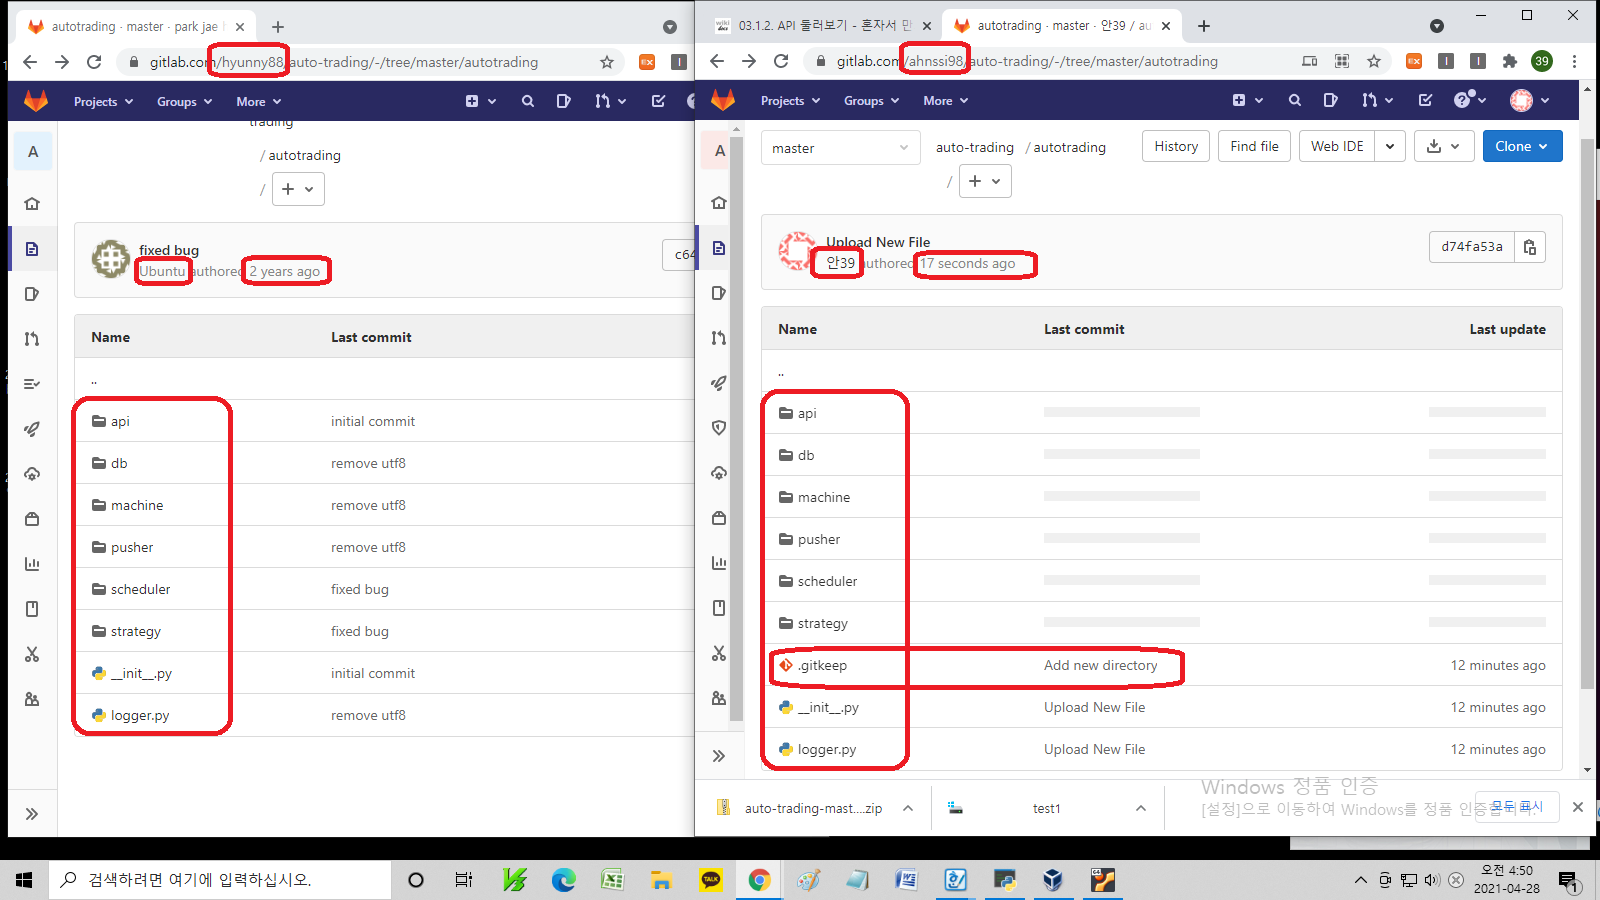 autotrading · master · park jae
gitlab.com/hyunny88/auto-trading/-/tree/master/autotrading
Projects Groups More
trading
A
/ autotrading
/ +
fixed bug
Ubuntu authored 2 years ago
c64
Name Last commit
..
api initial commit
db remove utf8
machine remove utf8
pusher remove utf8
scheduler fixed bug
strategy fixed bug
__init__.py initial commit
logger.py remove utf8
03.1.2. API 둘러보기 - 혼자서 만
autotrading · master · 안39 / au
gitlab.com/ahnssi98/auto-trading/-/tree/master/autotrading
39
Projects Groups More
A
master auto-trading / autotrading History Find file Web IDE Clone
/ +
Upload New File
안39 authored 17 seconds ago
d74fa53a
Name Last commit Last update
..
api
db
machine
pusher
scheduler
strategy
.gitkeep Add new directory 12 minutes ago
__init__.py Upload New File 12 minutes ago
logger.py Upload New File 12 minutes ago
Windows 정품 인증
[설정]으로 이동하여 Windows를 정품 인증합니다.
auto-trading-mast....zip test1 모두 표시
검색하려면 여기에 입력하십시오.
TALK
오전 4:50
2021-04-28
1